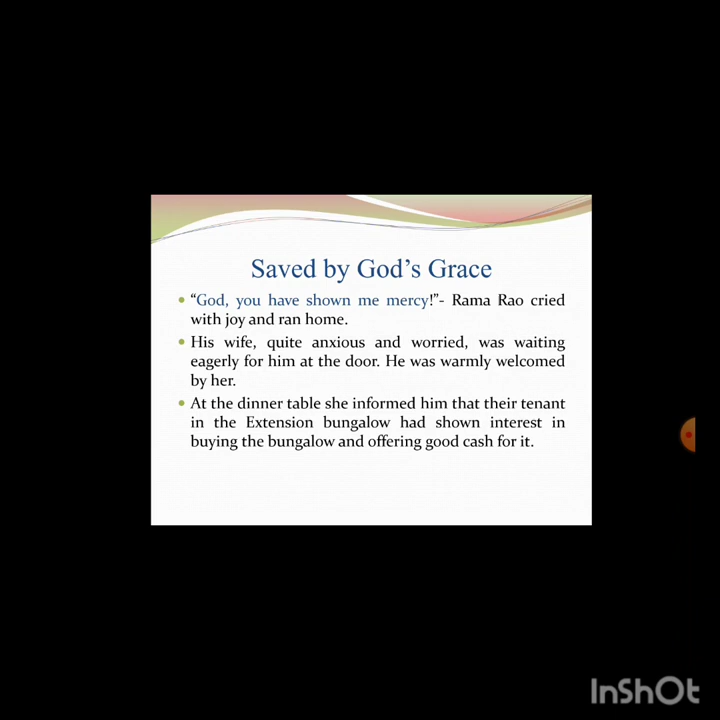 Saved by God’s Grace
• “God, you have shown me mercy!”- Rama Rao cried
with joy and ran home.
• His wife, quite anxious and worried, was waiting
eagerly for him at the door. He was warmly welcomed
by her.
• At the dinner table she informed him that their tenant
in the Extension bungalow had shown interest in
buying the bungalow and offering good cash for it.
InShOt